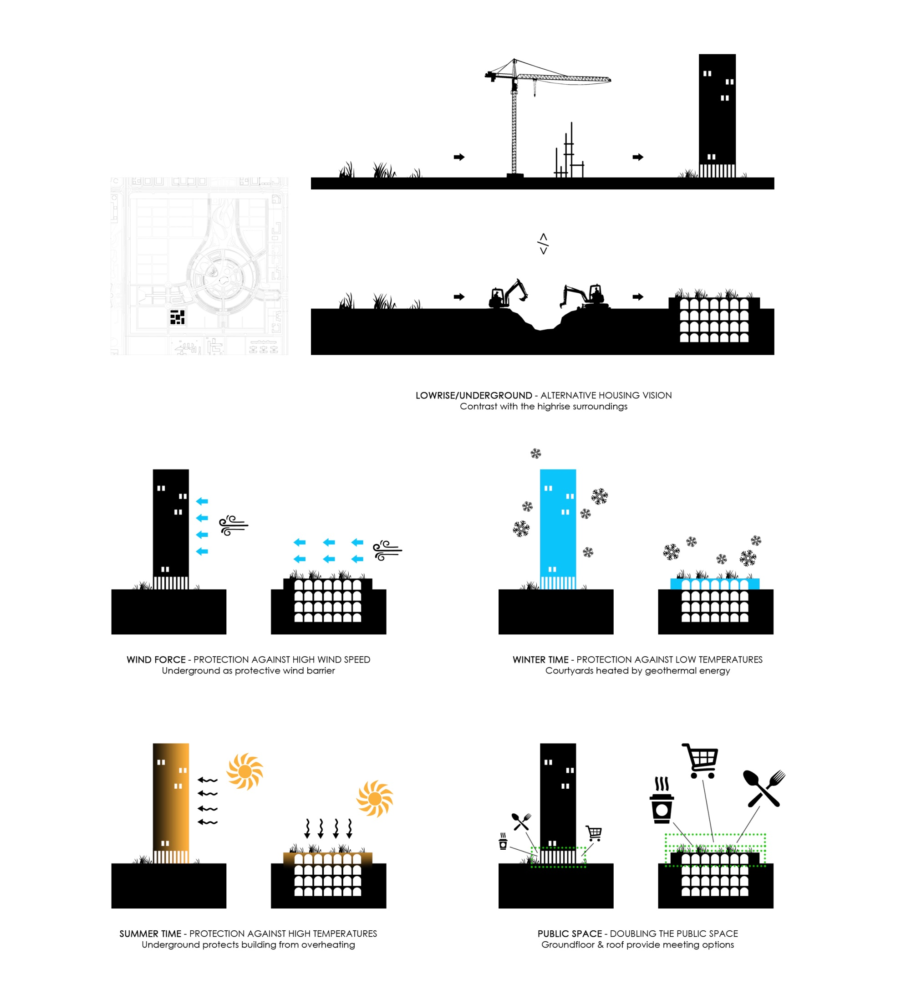 LOWRISE/UNDERGROUND - ALTERNATIVE HOUSING VISION
Contrast with the highrise surroundings
WIND FORCE - PROTECTION AGAINST HIGH WIND SPEED
Underground as protective wind barrier
WINTER TIME - PROTECTION AGAINST LOW TEMPERATURES
Courtyards heated by geothermal energy
SUMMER TIME - PROTECTION AGAINST HIGH TEMPERATURES
Underground protects building from overheating
PUBLIC SPACE - DOUBLING THE PUBLIC SPACE
Groundfloor & roof provide meeting options